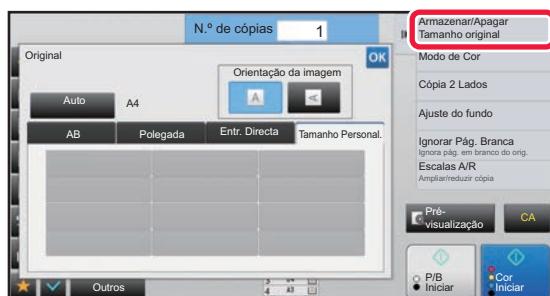 N.º de cópias 1
Armazenar/Apagar
Tamanho original
Original
OK
Modo de Cor
Orientação da imagem
Cópia 2 Lados
A A
Auto A4
Ajuste do fundo
AB Polegada Entr. Directa Tamanho Personal.
Ignorar Pág. Branca
Ignora pág. em branco do orig.
Escalas A/R
Ampliar/reduzir cópia
Pré-
visualização
CA
P/B
Iniciar
Cor
Iniciar
Outros
4 A3